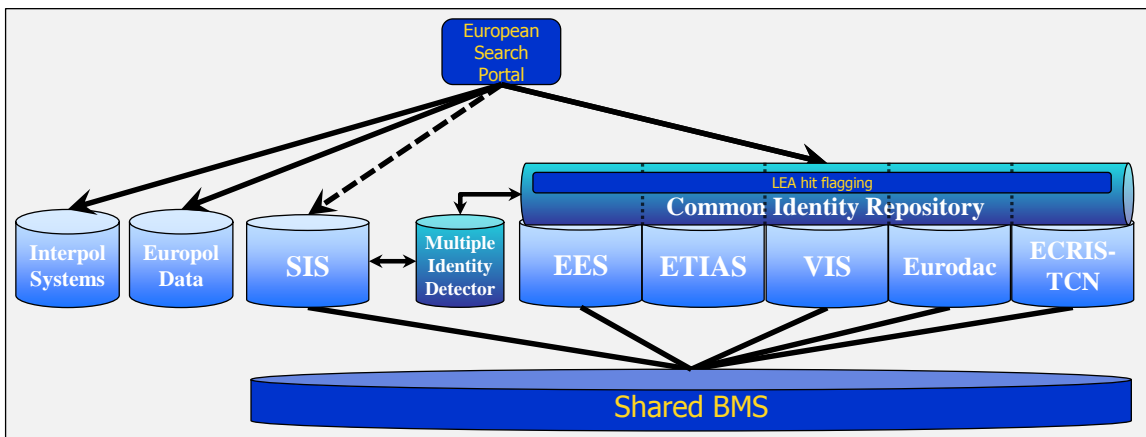 European
Search
Portal
LEA hit flagging
Common Identity Repository
Interpol
Systems
Europol
Data
SIS
Multiple
Identity
Detector
EES
ETIAS
VIS
Eurodac
ECRIS-
TCN
Shared BMS